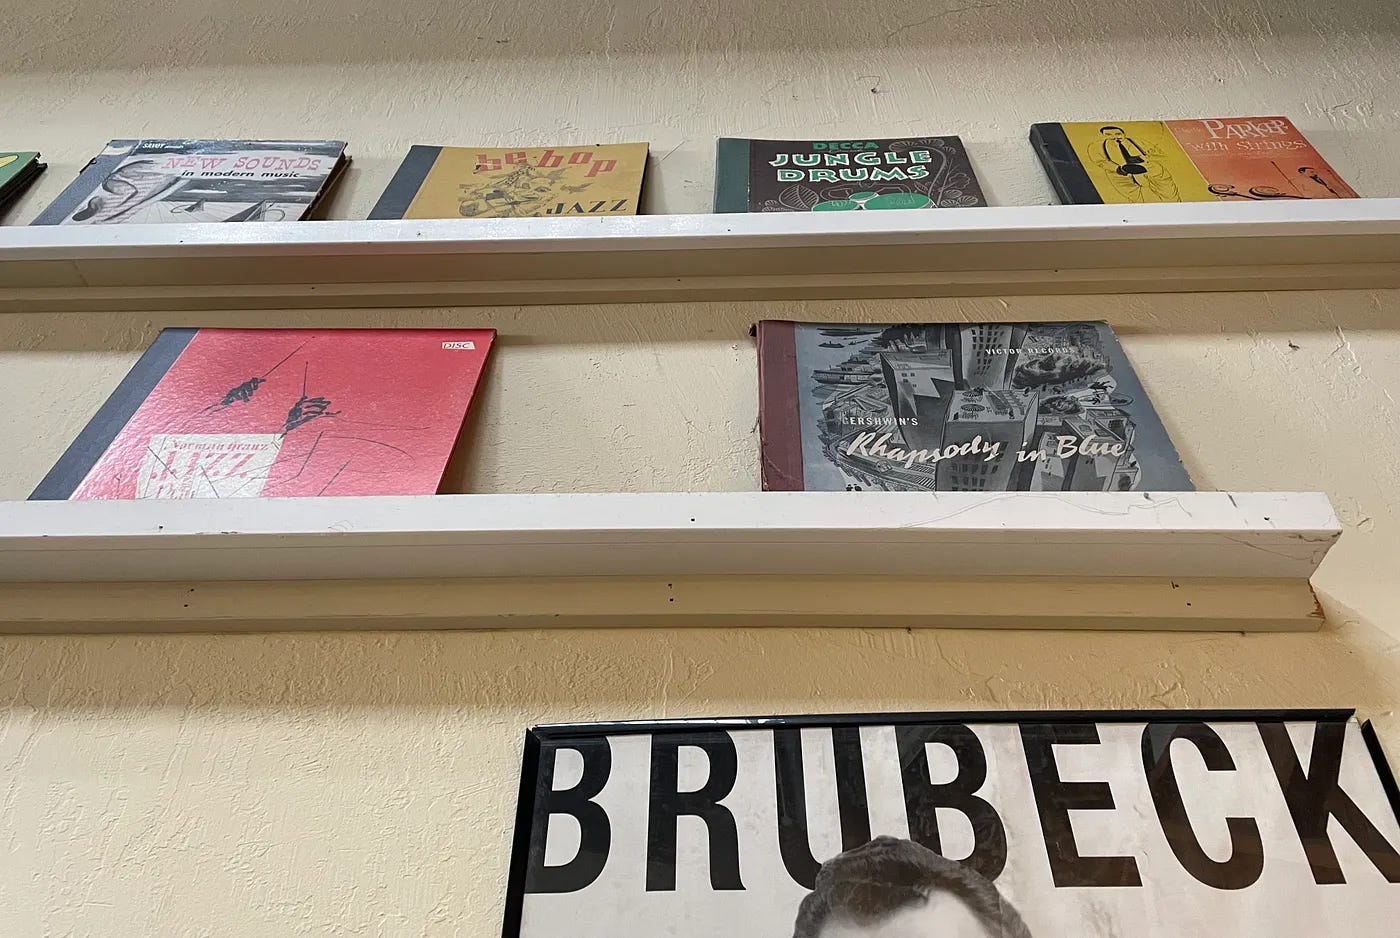 SAVOY
NEW SOUNDS
in modern music
be-bop
DECCA
JUNGLE
DRUMS
PARKER
with strings
DISC
Norman Granz
JAZZ
VICTOR RECORDS
GERSHWIN'S
Rhapsody in Blue
BRUBECK